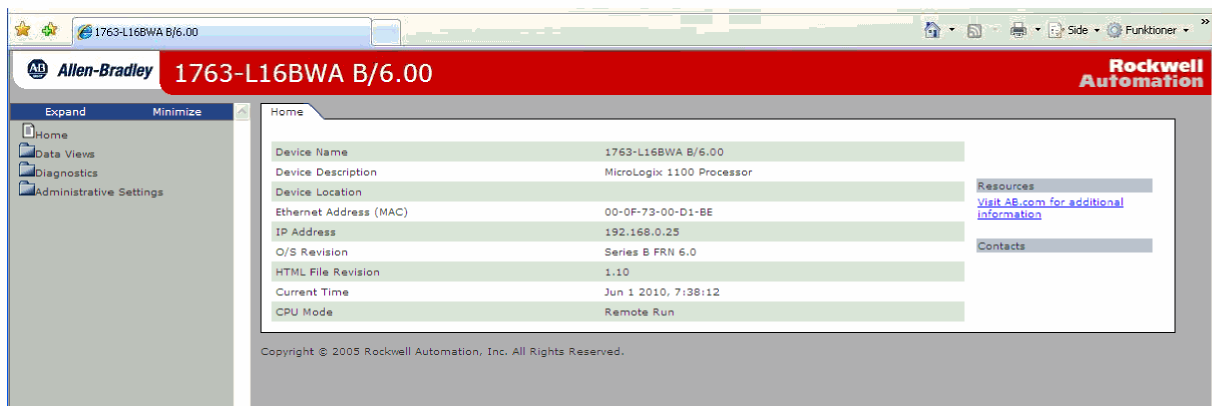 1763-L16BWA B/6.00
Side
Funktioner
»
AB Allen-Bradley
1763-L16BWA B/6.00
Rockwell
Automation
Expand Minimize
Home
Data Views
Diagnostics
Administrative Settings
Home
Device Name 1763-L16BWA B/6.00
Device Description MicroLogix 1100 Processor
Device Location
Ethernet Address (MAC) 00-0F-73-00-D1-BE
IP Address 192.168.0.25
O/S Revision Series B FRN 6.0
HTML File Revision 1.10
Current Time Jun 1 2010, 7:38:12
CPU Mode Remote Run
Resources
Visit AB.com for additional
information
Contacts
Copyright © 2005 Rockwell Automation, Inc. All Rights Reserved.